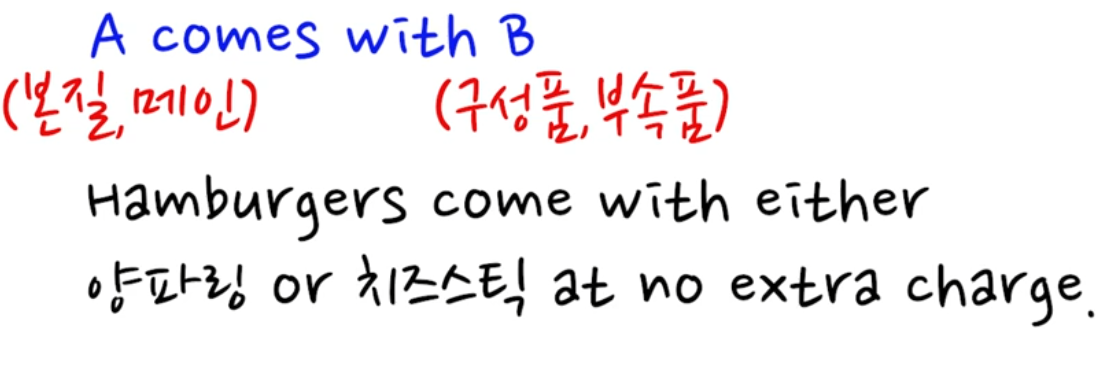 A comes with B
(본질, 메인) (구성품, 부속품)
Hamburgers come with either
양파링 or 치즈스틱 at no extra charge.